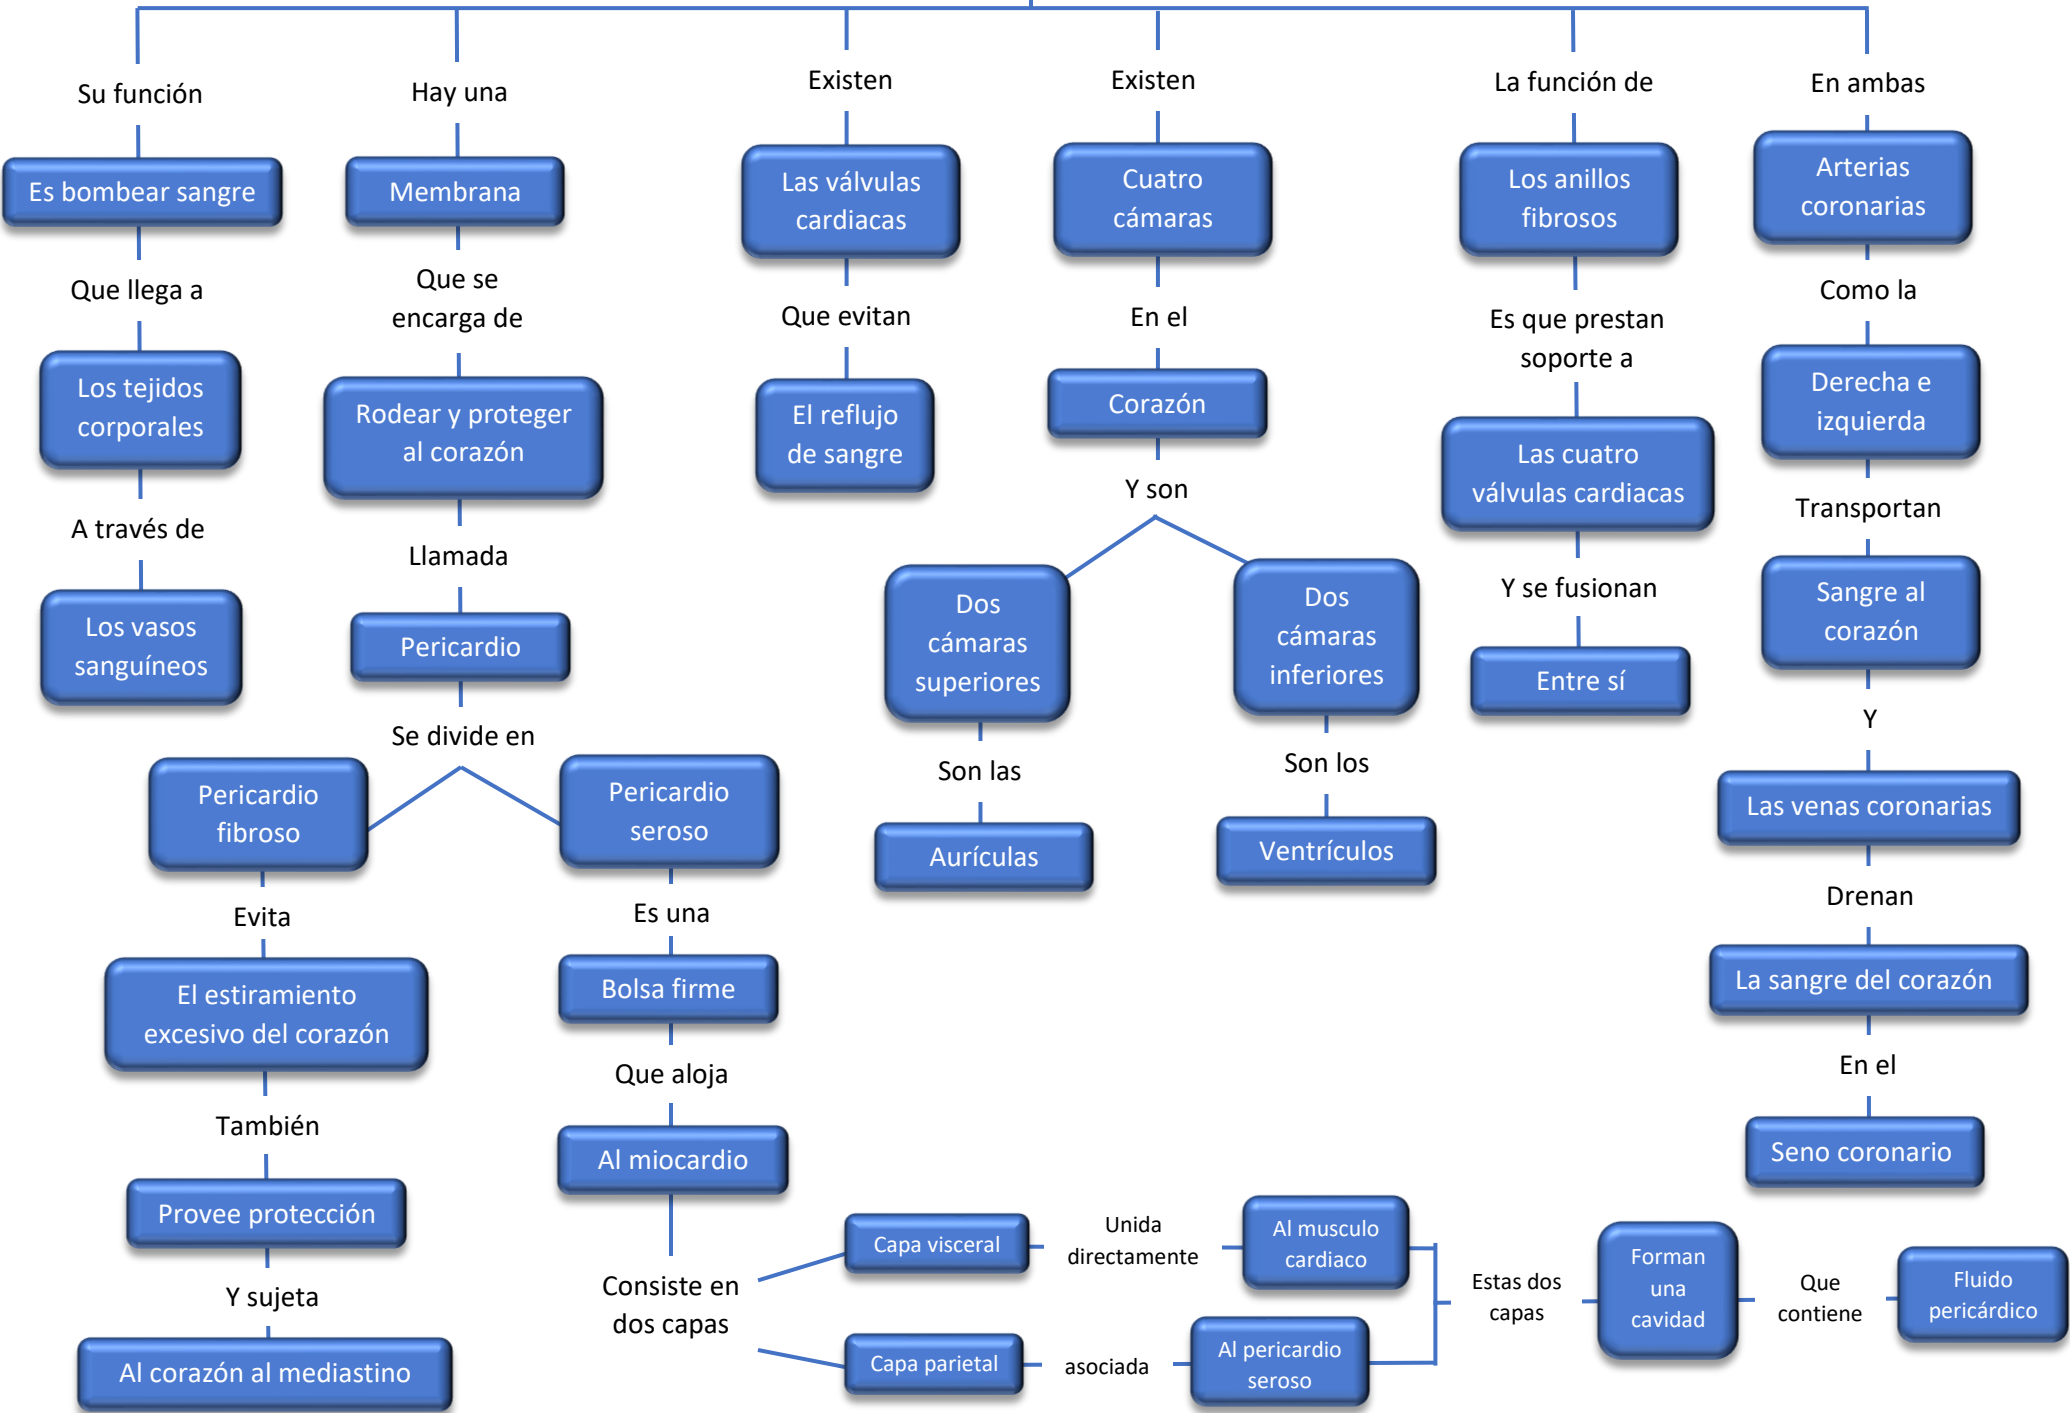 Su función
Es bombear sangre
Que llega a
Los tejidos
corporales
A través de
Los vasos
sanguíneos
Hay una
Membrana
Que se
encarga de
Rodear y proteger
al corazón
Llamada
Pericardio
Se divide en
Pericardio
fibroso
Evita
El estiramiento
excesivo del corazón
También
Provee protección
Y sujeta
Al corazón al mediastino
Pericardio
seroso
Es una
Bolsa firme
Que aloja
Al miocardio
Consiste en
dos capas
Capa visceral
Unida
directamente
Al musculo
cardiaco
Capa parietal
asociada
Al pericardio
seroso
Estas dos
capas
Forman
una
cavidad
Que
contiene
Fluido
pericárdico
Existen
Las válvulas
cardiacas
Que evitan
El reflujo
de sangre
Existen
Cuatro
cámaras
En el
Corazón
Y son
Dos
cámaras
superiores
Son las
Aurículas
Dos
cámaras
inferiores
Son los
Ventrículos
La función de
Los anillos
fibrosos
Es que prestan
soporte a
Las cuatro
válvulas cardiacas
Y se fusionan
Entre sí
En ambas
Arterias
coronarias
Como la
Derecha e
izquierda
Transportan
Sangre al
corazón
Y
Las venas coronarias
Drenan
La sangre del corazón
En el
Seno coronario